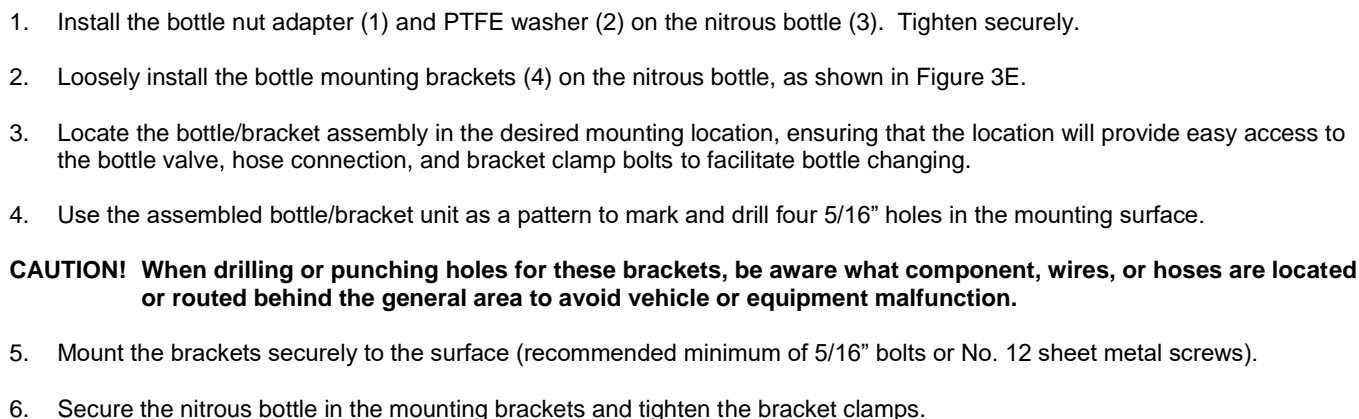 1. Install the bottle nut adapter (1) and PTFE washer (2) on the nitrous bottle (3).  Tighten securely.
2. Loosely install the bottle mounting brackets (4) on the nitrous bottle, as shown in Figure 3E.
3. Locate the bottle/bracket assembly in the desired mounting location, ensuring that the location will provide easy access to
the bottle valve, hose connection, and bracket clamp bolts to facilitate bottle changing.
4. Use the assembled bottle/bracket unit as a pattern to mark and drill four 5/16” holes in the mounting surface.
CAUTION! When drilling or punching holes for these brackets, be aware what component, wires, or hoses are located
or routed behind the general area to avoid vehicle or equipment malfunction.
5. Mount the brackets securely to the surface (recommended minimum of 5/16” bolts or No. 12 sheet metal screws).
6. Secure the nitrous bottle in the mounting brackets and tighten the bracket clamps.